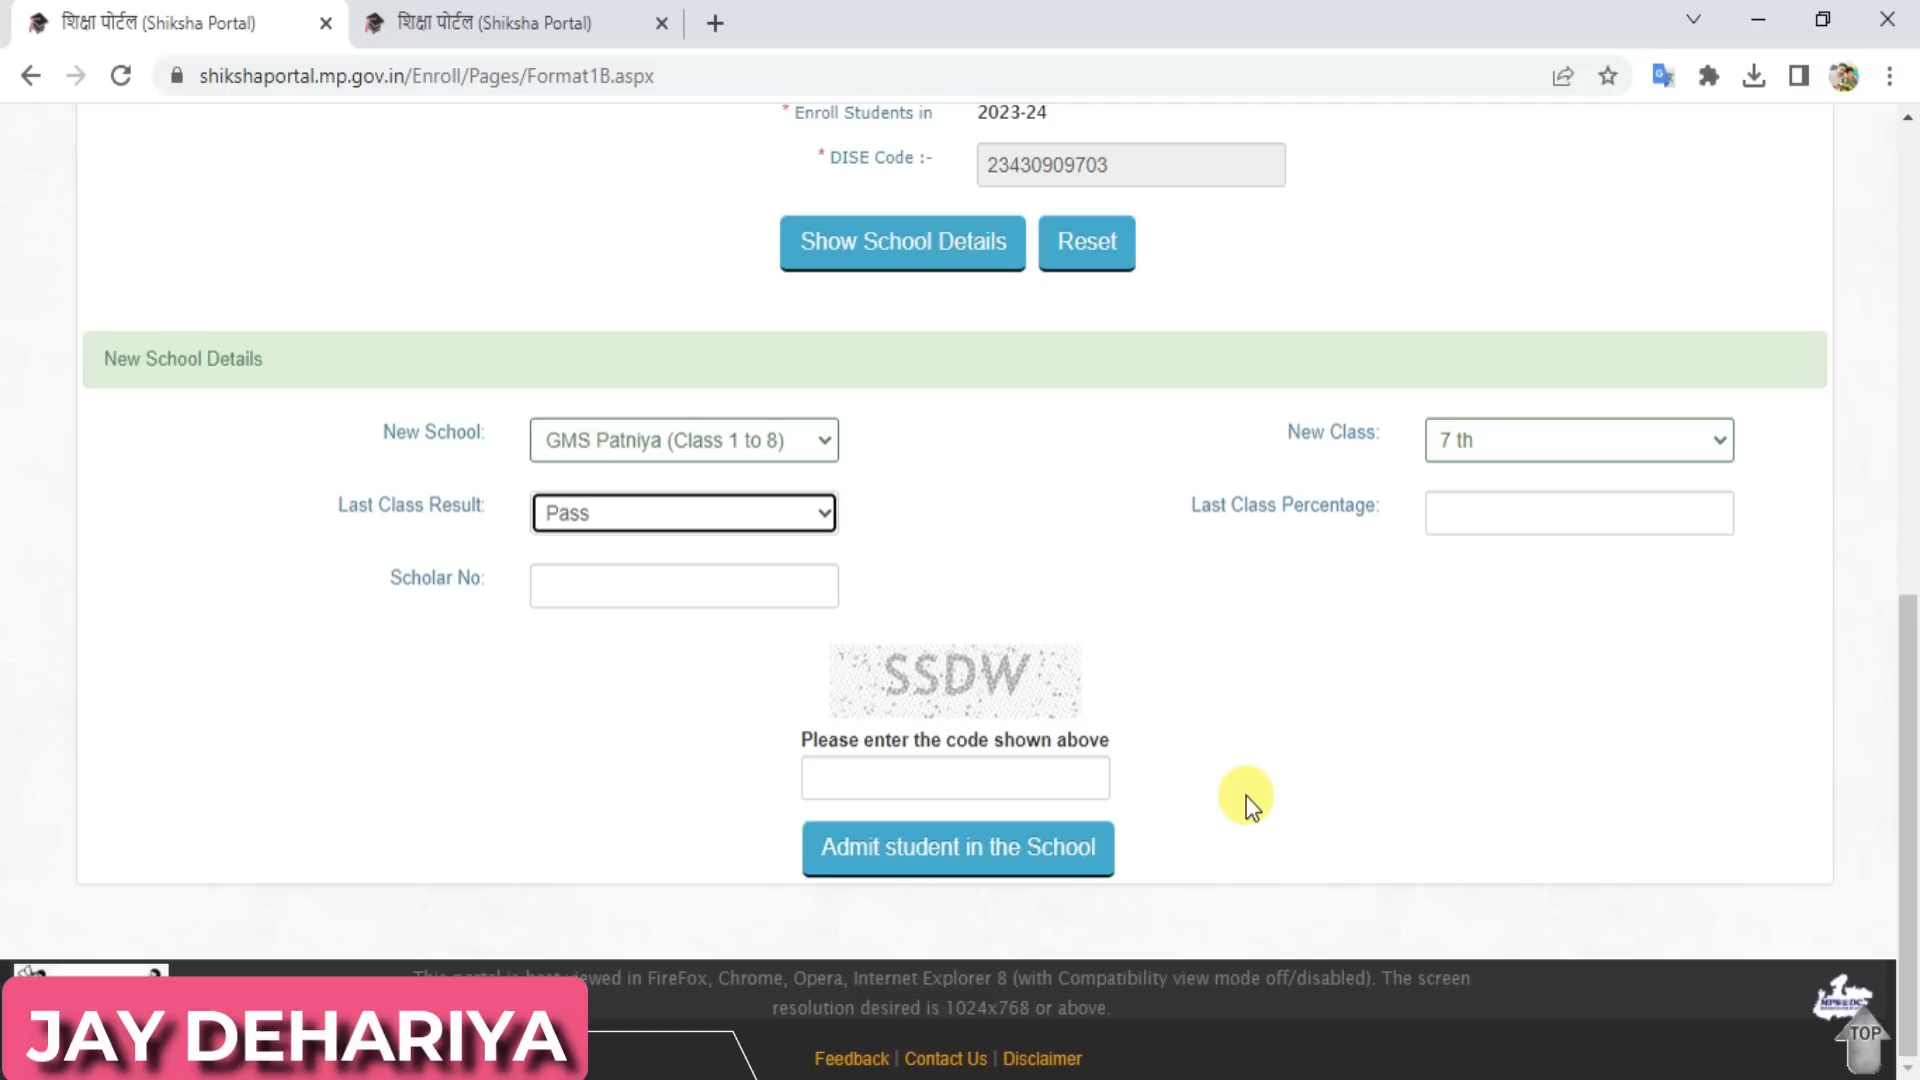 शिक्षा पोर्टल (Shiksha Portal)
शिक्षा पोर्टल (Shiksha Portal)
shikshaportal.mp.gov.in/Enroll/Pages/Format1B.aspx
* Enroll Students in 2023-24
* DISE Code :- 23430909703
Show School Details Reset
New School Details
New School: GMS Patniya (Class 1 to 8) New Class: 7 th
Last Class Result: Pass Last Class Percentage:
Scholar No:
SSDW
Please enter the code shown above
Admit student in the School
viewed in FireFox, Chrome, Opera, Internet Explorer 8 (with Compatibility view mode off/disabled). The screen
resolution desired is 1024x768 or above.
TOP
JAY DEHARIYA
Feedback | Contact Us | Disclaimer